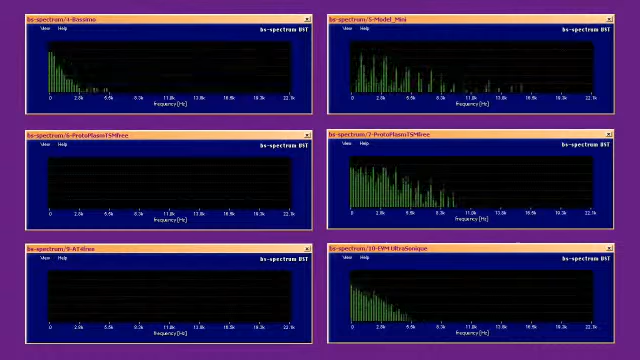 bs-spectrum/4-Bassimo
View Help
bs-spectrum DST
0 2.8k 5.5k 8.3k 11.0k 13.8k 16.5k 19.3k 22.1k
frequency[Hz]
bs-spectrum/5-Model_Mini
View Help
bs-spectrum DST
0 2.8k 5.5k 8.3k 11.0k 13.8k 16.5k 19.3k 22.1k
frequency[Hz]
bs-spectrum/6-ProtoPlasmTSMfree
View Help
bs-spectrum DST
0 2.8k 5.5k 8.3k 11.0k 13.8k 16.5k 19.3k 22.1k
frequency[Hz]
bs-spectrum/7-ProtoPlasmTSMfree
View Help
bs-spectrum DST
0 2.8k 5.5k 8.3k 11.0k 13.8k 16.5k 19.3k 22.1k
frequency[Hz]
bs-spectrum/9-AT4free
View Help
bs-spectrum DST
0 2.8k 5.5k 8.3k 11.0k 13.8k 16.5k 19.3k 22.1k
frequency[Hz]
bs-spectrum/10-EVM UltraSonique
View Help
bs-spectrum DST
0 2.8k 5.5k 8.3k 11.0k 13.8k 16.5k 19.3k 22.1k
frequency[Hz]